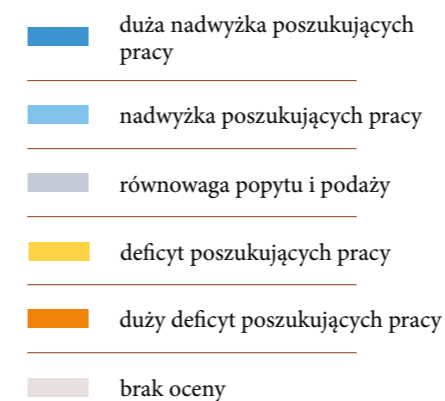 duża nadwyżka poszukujących
pracy
nadwyżka poszukujących pracy
równowaga popytu i podaży
deficyt poszukujących pracy
duży deficyt poszukujących pracy
brak oceny